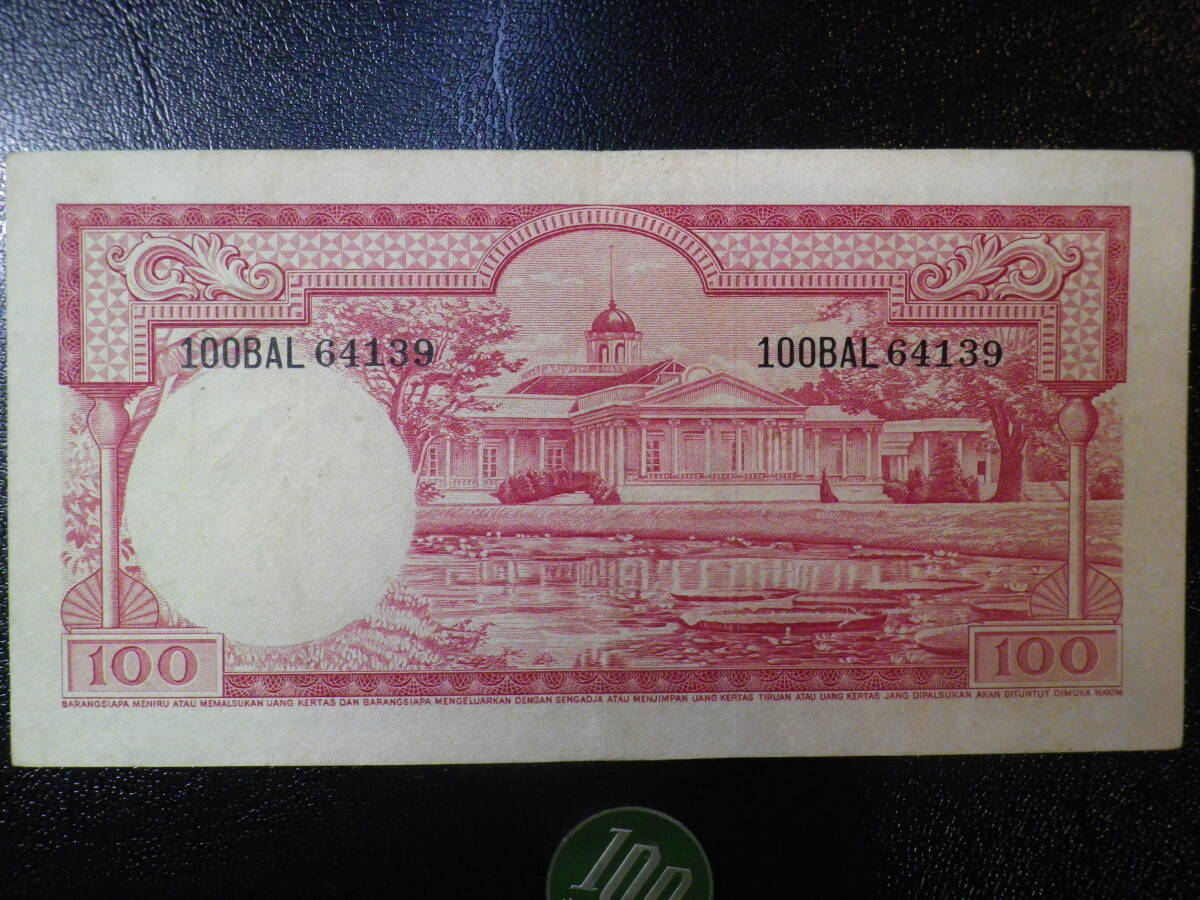 100BAL 64139 100BAL 64139
100 100
BARANGSIAPA MENIRU ATAU MEMALSUKAN UANG KERTAS DAN BARANGSIAPA MENGELUARKAN DENGAN SENGADJA ATAU MENJIMPAN UANG KERTAS TIRUAN ATAU UANG KERTAS JANG DIPALSUKAN AKAN DITUNTUT DIMUKA HAKIM
100